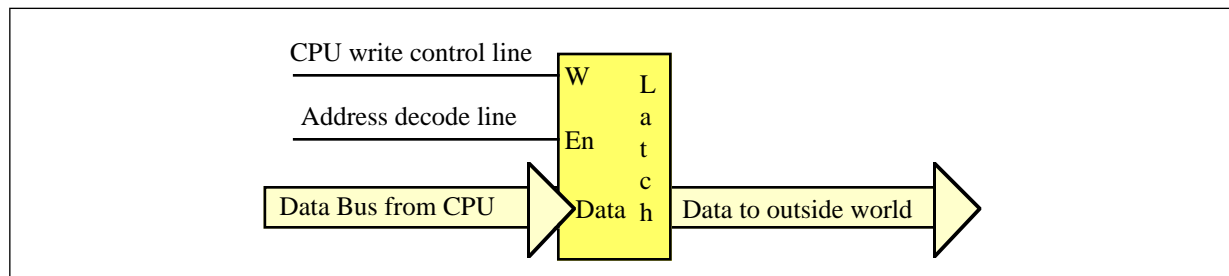 CPU write control line
W
Address decode line
En
Data Bus from CPU
Data
L
a
t
c
h
Data to outside world